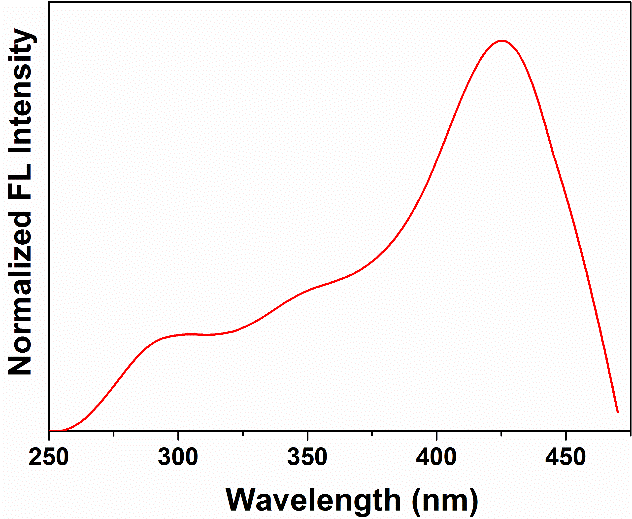 Normalized FL Intensity
250 300 350 400 450
Wavelength (nm)